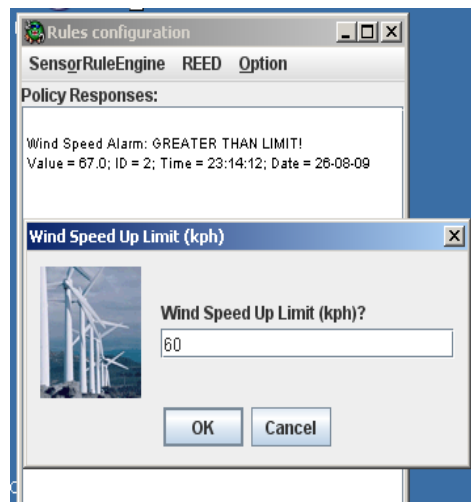 Rules configuration
SensorRuleEngine REED Option
Policy Responses:
Wind Speed Alarm: GREATER THAN LIMIT!
Value = 67.0; ID = 2; Time = 23:14:12; Date = 26-08-09
Wind Speed Up Limit (kph)
Wind Speed Up Limit (kph)?
60
OK Cancel